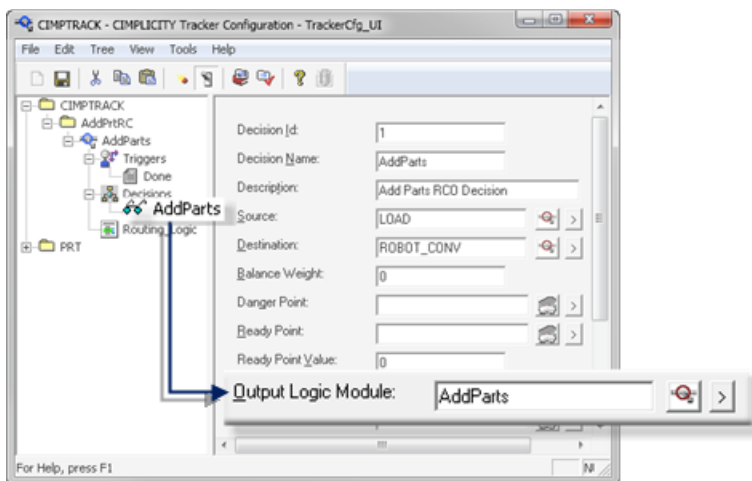 CIMPTRACK - CIMPLICITY Tracker Configuration - TrackerCfg_UI
File Edit Tree View Tools Help
CIMPTRACK
AddPrtRC
AddParts
Triggers
Done
Decisions
AddParts
Routing_Logic
PRT
Decision Id: 1
Decision Name: AddParts
Description: Add Parts RCO Decision
Source: LOAD >
Destination: ROBOT_CONV >
Balance Weight: 0
Danger Point: >
Ready Point: >
Ready Point Value: 0
Output Logic Module: AddParts >
For Help, press F1